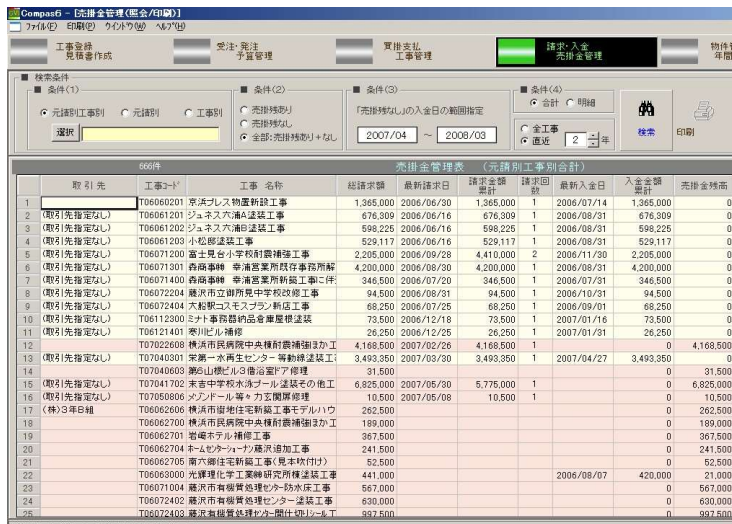 Compas6 - [売掛金管理(照会/印刷)]
ファイル(F) EDI印刷(P) ウインドウ(W) ヘルプ(H)
工事登録 見積書作成
受注・発注 予算管理
買掛支払 工事管理
請求・入金 売掛金管理
年間
検索条件
条件(1)
元請別工事別 元請別 工事別
選択
条件(2)
売掛残あり
売掛残なし
全部:売掛残あり+なし
条件(3)
「売掛残なし」の入金日の範囲指定
2007/04 ~ 2008/03
条件(4)
合計 明細
全工事
直近 2 年
検索
印刷
666件 売掛金管理表 (元請別工事別合計)
取引先 工事コード 工事 名称 総請求額 最新請求日 請求金額累計 請求回数 最新入金日 入金金額累計 売掛金残高
1 T06060201 京浜プレス物置新設工事 1,365,000 2006/06/30 1,365,000 1 2006/07/14 1,365,000 0
2 (取引先指定なし) T06061201 ジュネス六浦A塗装工事 676,309 2006/06/16 676,309 1 2006/08/31 676,309 0
3 (取引先指定なし) T06061202 ジュネス六浦B塗装工事 598,225 2006/06/16 598,225 1 2006/08/31 598,225 0
4 (取引先指定なし) T06061203 小松邸塗装工事 529,117 2006/06/16 529,117 1 2006/08/31 529,117 0
5 (取引先指定なし) T06071200 富士見台小学校耐震補強工事 2,205,000 2006/09/28 4,410,000 2 2006/11/30 2,205,000 0
6 (取引先指定なし) T06071301 森商事㈱ 幸浦営業所既存事務所解 4,200,000 2006/08/30 4,200,000 1 2006/08/31 4,200,000 0
7 (取引先指定なし) T06071400 森商事㈱ 幸浦営業所新築工事に伴 346,500 2006/07/20 346,500 1 2006/07/31 346,500 0
8 (取引先指定なし) T06072204 藤沢市立御所見中学校改修工事 94,500 2006/08/31 94,500 1 2006/10/31 94,500 0
9 (取引先指定なし) T06072404 大船駅コスモスプラン新店工事 68,250 2006/07/25 68,250 1 2006/09/01 68,250 0
10 (取引先指定なし) T06112300 ミナト事務器納品倉庫屋根塗装 73,500 2006/12/18 73,500 1 2007/01/16 73,500 0
11 (取引先指定なし) T06121401 寒川ビル補修 26,250 2006/12/25 26,250 1 2007/01/31 26,250 0
12 T07022608 横浜市民病院中央棟耐震補強ほか工 4,168,500 2007/02/26 4,168,500 1 0 4,168,500
13 (取引先指定なし) T07040301 栄第一水再生センター等動線塗装工 3,493,350 2007/03/30 3,493,350 1 2007/04/27 3,493,350 0
14 T07040603 第6山根ビル3階浴室ドア修理 31,500 0 31,500
15 (取引先指定なし) T07041702 末吉中学校水泳プール塗装その他工 6,825,000 2007/05/30 5,775,000 1 0 6,825,000
16 (取引先指定なし) T07050806 メゾンドール等々力玄関扉修理 10,500 2007/05/08 10,500 1 0 10,500
17 (株)3年B組 T06062606 横浜市街地住宅新築工事モデルハウ 262,500 0 262,500
18 T06062700 横浜市民病院中央棟耐震補強ほか工 189,000 0 189,000
19 T06062701 岩崎ホテル補修工事 367,500 0 367,500
20 T06062704 ホームセンターコーナン藤沢追加工事 241,500 0 241,500
21 T06062705 南六郷住宅新築工事(見本吹付け) 52,500 0 52,500
22 T06063000 光輝理化学工業㈱研究所棟塗装工事 441,000 2006/08/07 420,000 21,000
23 T06071004 藤沢市有機質処理センター防水床工事 567,000 0 567,000
24 T06072402 藤沢市有機質処理センター塗装工事 630,000 0 630,000
25 T06072403 997,500 0 997,500